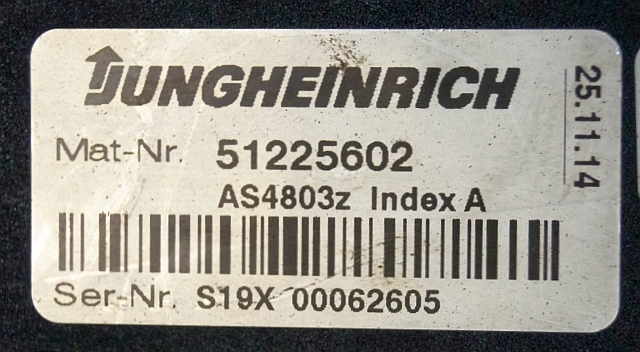 JUNGHEINRICH
Mat-Nr. 51225602
AS4803z Index A
Ser-Nr. S19X 00062605
25.11.14